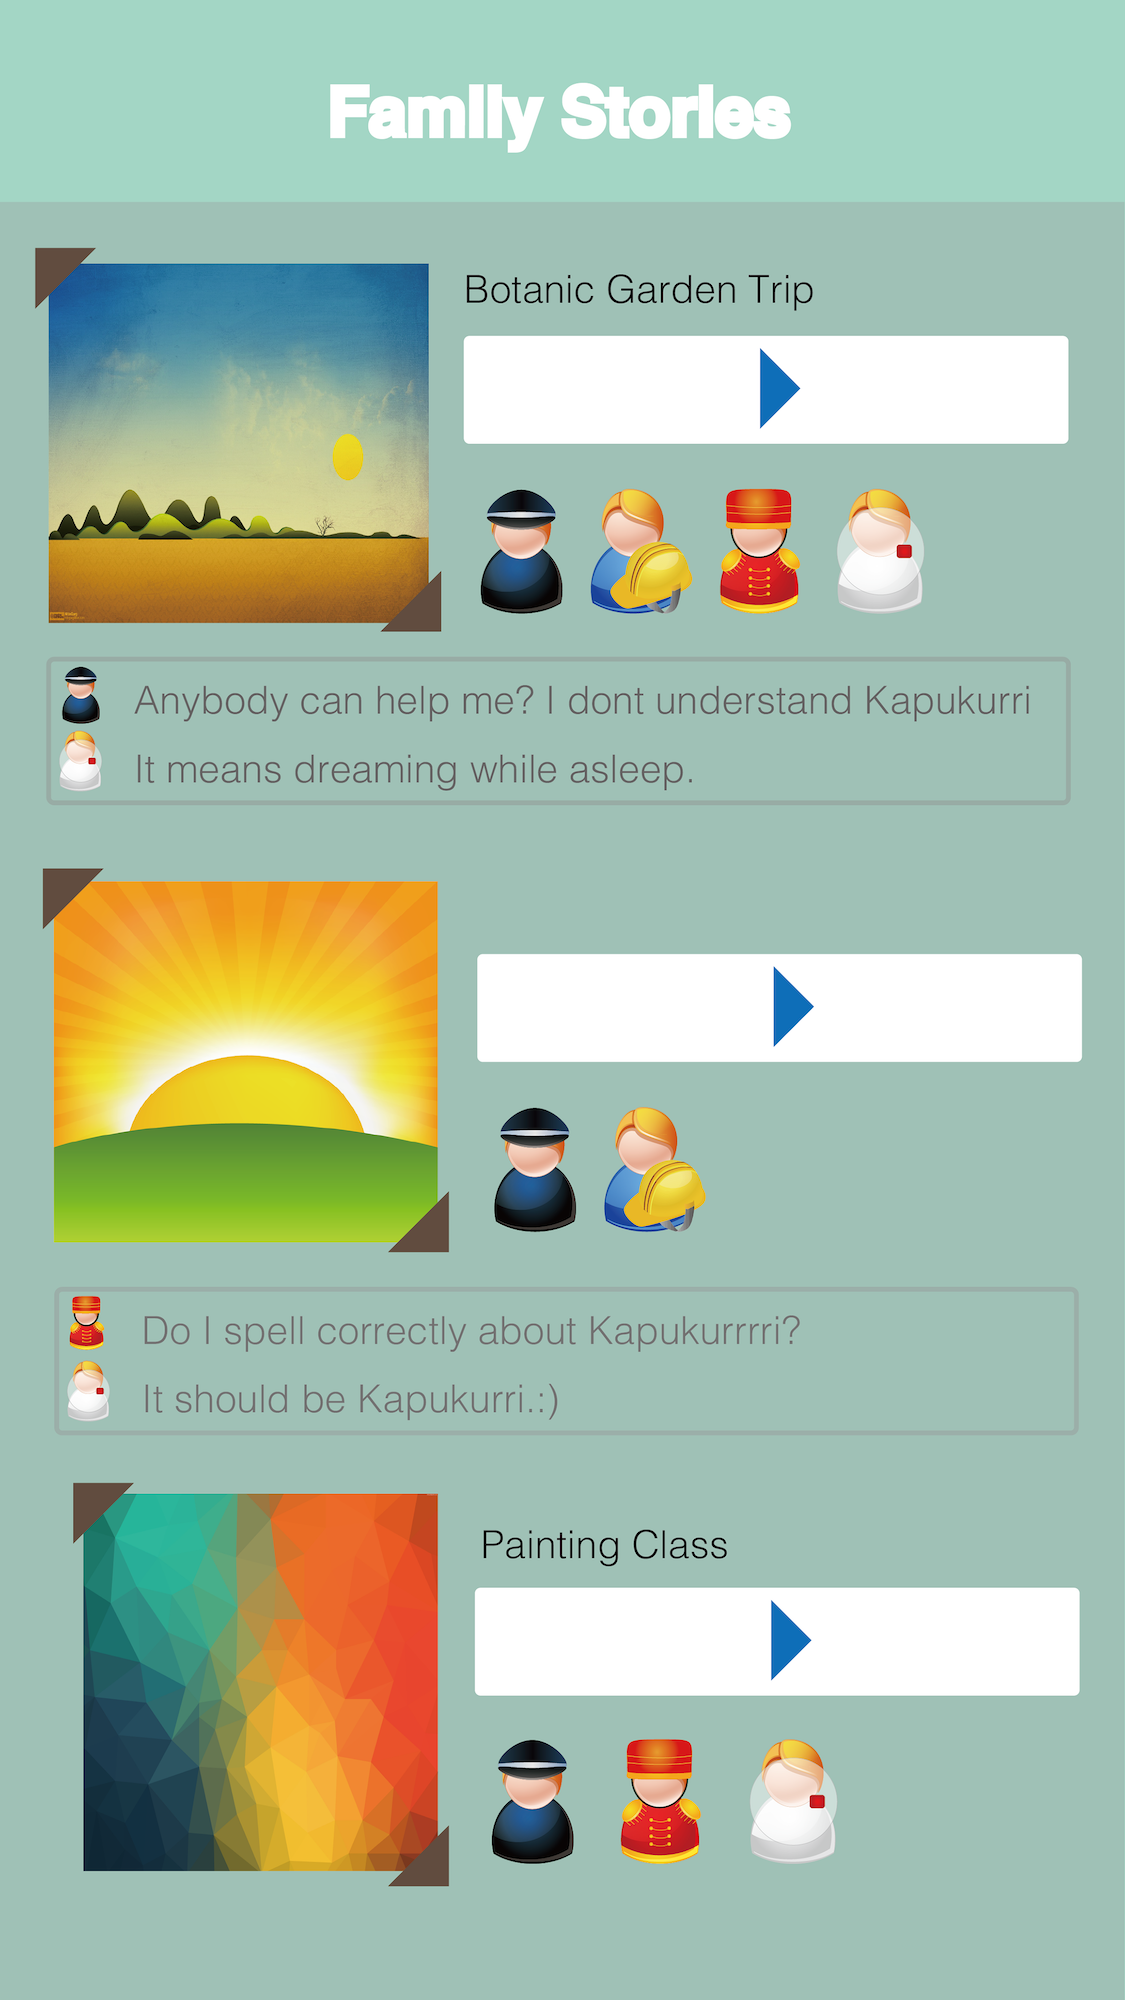 Family Stories
Botanic Garden Trip
Anybody can help me? I dont understand Kapukurri
It means dreaming while asleep.
Do I spell correctly about Kapukurrrri?
It should be Kapukurri.:)
Painting Class